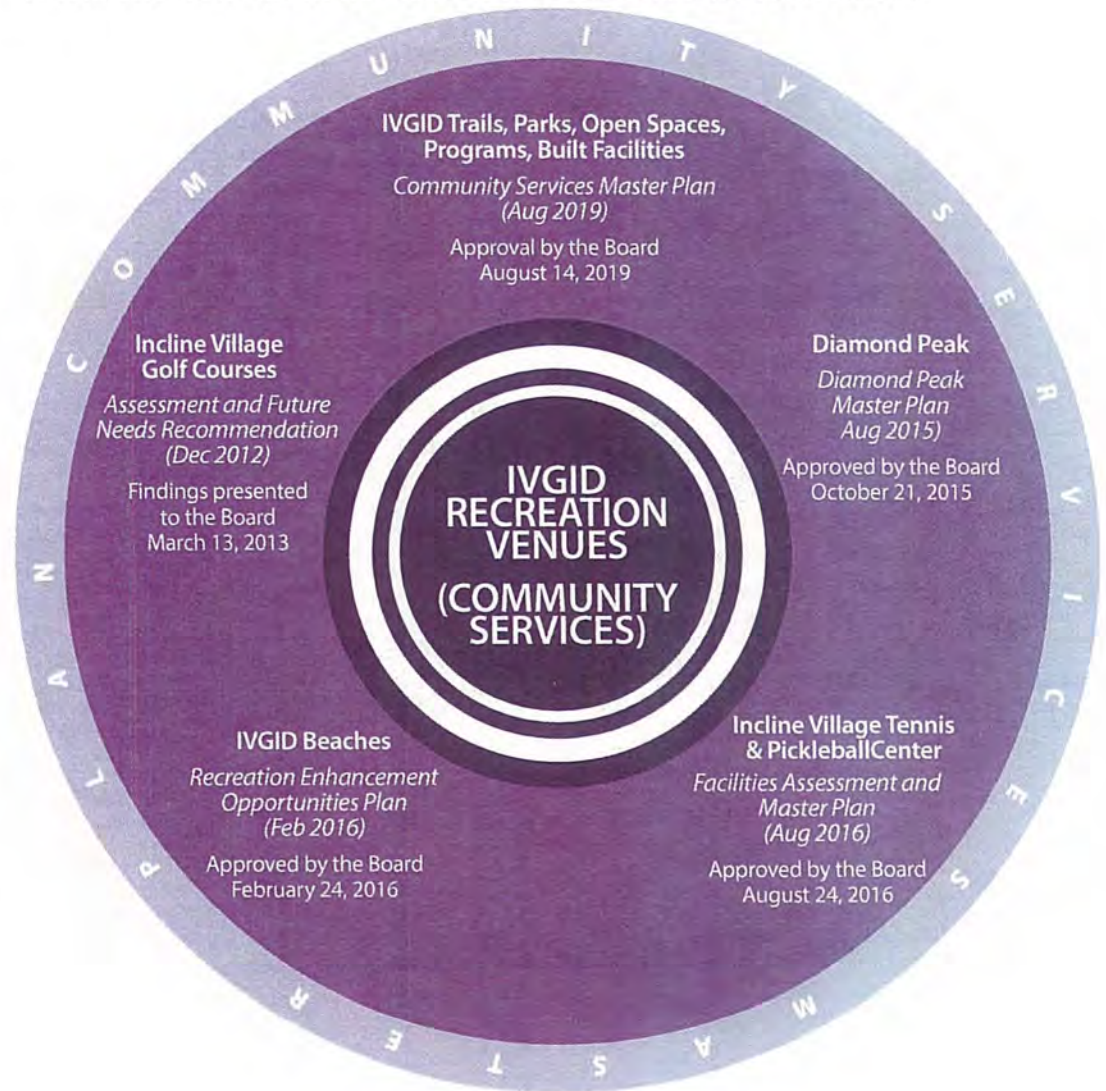 COMMUNITY SERVICES MASTER PLAN
IVGID Trails, Parks, Open Spaces,
Programs, Built Facilities
Community Services Master Plan
(Aug 2019)
Approval by the Board
August 14, 2019
Incline Village
Golf Courses
Assessment and Future
Needs Recommendation
(Dec 2012)
Findings presented
to the Board
March 13, 2013
Diamond Peak
Diamond Peak
Master Plan
Aug 2015)
Approved by the Board
October 21, 2015
IVGID
RECREATION
VENUES
(COMMUNITY
SERVICES)
IVGID Beaches
Recreation Enhancement
Opportunities Plan
(Feb 2016)
Approved by the Board
February 24, 2016
Incline Village Tennis
& PickleballCenter
Facilities Assessment and
Master Plan
(Aug 2016)
Approved by the Board
August 24, 2016